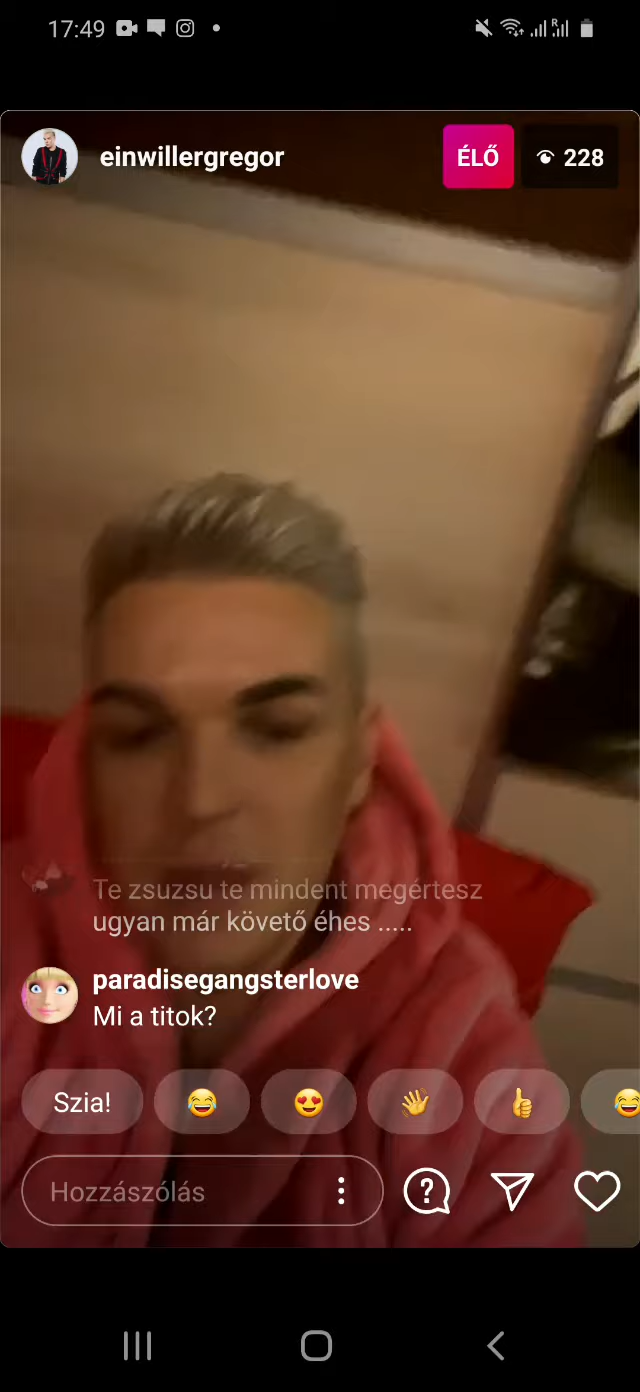 17:49
einwillergregor
ÉLŐ
228
Te zsuzsu te mindent megértesz
ugyan már követő éhes .....
paradisegangsterlove
Mi a titok?
Szia!
Hozzászólás